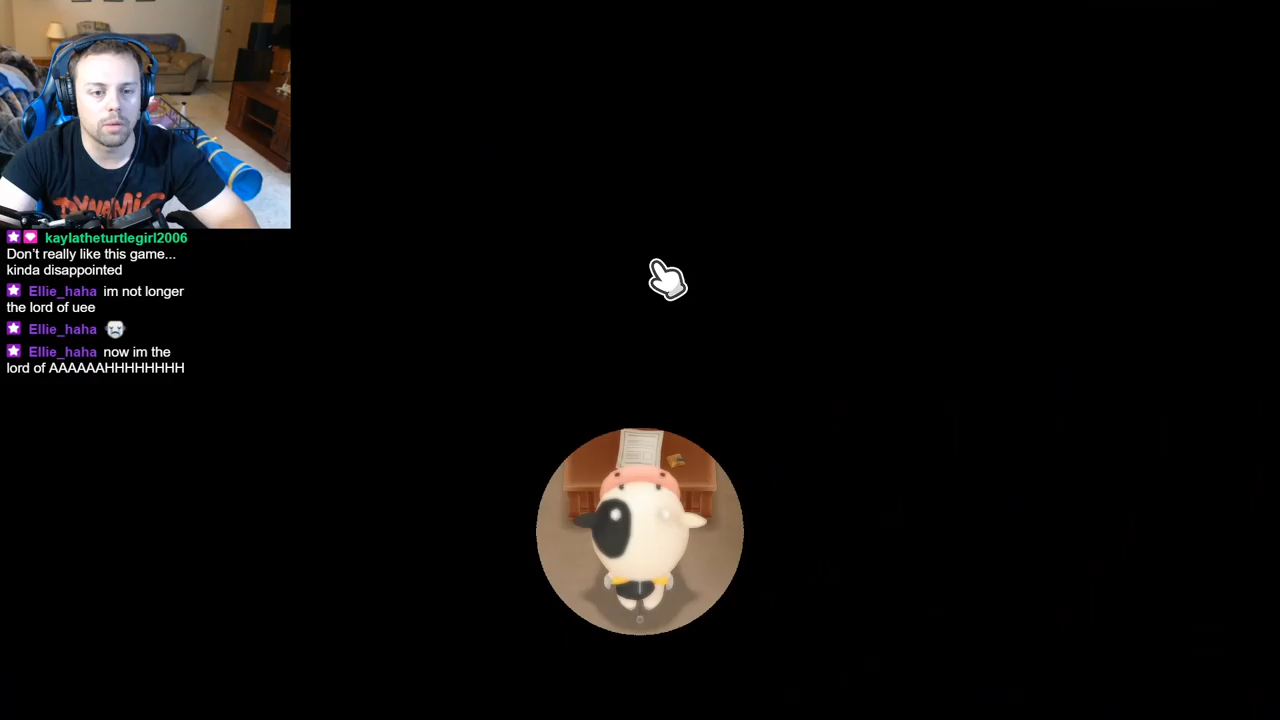 DYNAMIC
kaylatheturtlegirl2006
Don't really like this game...
kinda disappointed
Ellie_haha im not longer
the lord of uee
Ellie_haha
Ellie_haha now im the
lord of AAAAAAHHHHHHHH